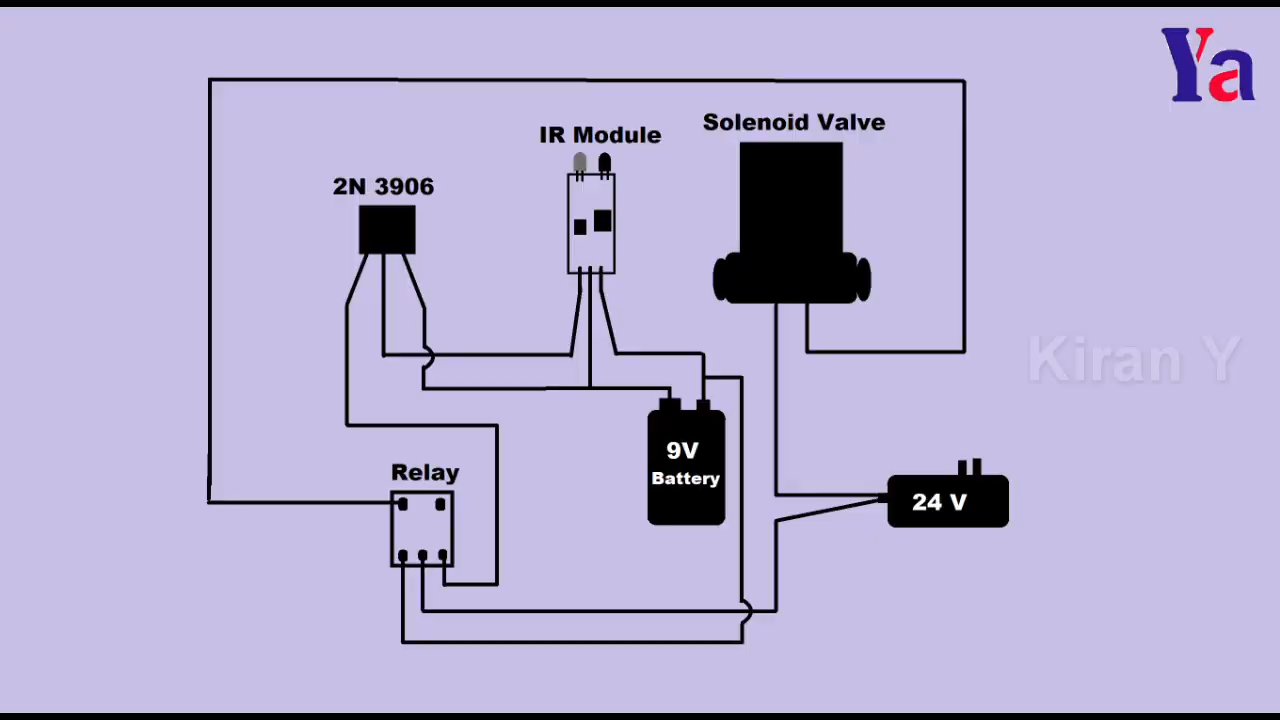 Ya
Solenoid Valve
IR Module
2N 3906
Kiran Y
9V
Battery
Relay
24 V